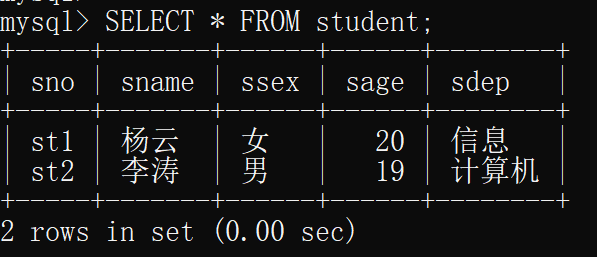 mysql>
mysql> SELECT * FROM student;
+-----+-------+------+------+--------+
| sno | sname | ssex | sage | sdep   |
+-----+-------+------+------+--------+
| st1 | 杨云  | 女   |   20 | 信息   |
| st2 | 李涛  | 男   |   19 | 计算机 |
+-----+-------+------+------+--------+
2 rows in set (0.00 sec)